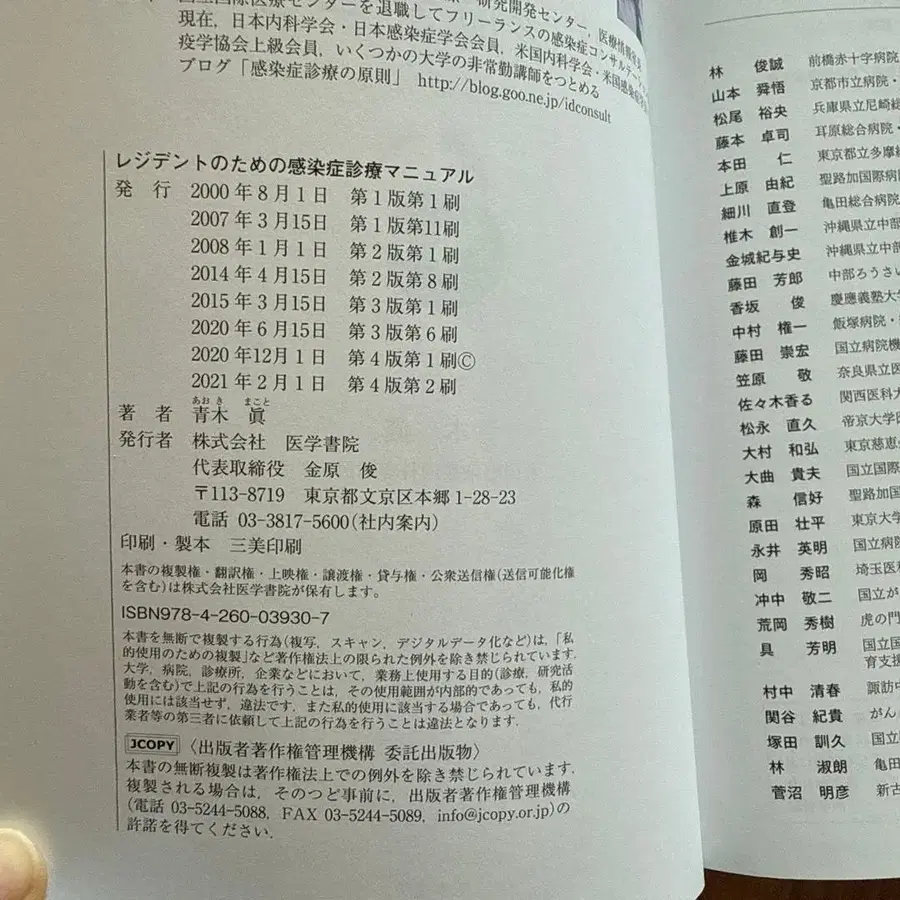 研究開発センター，医療情報
国立国際医療センターを退職してフリーランスの感染症コンサルテー
現在，日本内科学会・日本感染症学会会員，米国内科学会・米国感染症
疫学協会上級会員，いくつかの大学の非常勤講師をつとめる
ブログ「感染症診療の原則」 http://blog.goo.ne.jp/idconsult
レジデントのための感染症診療マニュアル
発　行　2000年8月1日　第1版第1刷
2007年3月15日　第1版第11刷
2008年1月1日　第2版第1刷
2014年4月15日　第2版第8刷
2015年3月15日　第3版第1刷
2020年6月15日　第3版第6刷
2020年12月1日　第4版第1刷Ⓒ
2021年2月1日　第4版第2刷
あおき　まこと
著　者　青木　眞
発行者　株式会社　医学書院
代表取締役　金原　俊
〒113-8719　東京都文京区本郷1-28-23
電話 03-3817-5600(社内案内)
印刷・製本　三美印刷
本書の複製権・翻訳権・上映権・譲渡権・貸与権・公衆送信権(送信可能化権
を含む)は株式会社医学書院が保有します．
ISBN978-4-260-03930-7
本書を無断で複製する行為(複写，スキャン，デジタルデータ化など)は，「私
的使用のための複製」など著作権法上の限られた例外を除き禁じられています．
大学，病院，診療所，企業などにおいて，業務上使用する目的(診療，研究活
動を含む)で上記の行為を行うことは，その使用範囲が内部的であっても，私的
使用には該当せず，違法です．また私的使用に該当する場合であっても，代行
業者等の第三者に依頼して上記の行為を行うことは違法となります．
JCOPY 〈出版者著作権管理機構 委託出版物〉
本書の無断複製は著作権法上での例外を除き禁じられています．
複製される場合は，そのつど事前に，出版者著作権管理機構
(電話 03-5244-5088，FAX 03-5244-5089，info@jcopy.or.jp)の
許諾を得てください．
林　俊誠　前橋赤十字病院
山本　舜悟　京都市立病院・
松尾　裕央　兵庫県立尼崎総
藤本　卓司　耳原総合病院・
本田　仁　東京都立多摩総
上原　由紀　聖路加国際病院
細川　直登　亀田総合病院
椎木　創一　沖縄県立中部
金城紀与史　沖縄県立中部
藤田　芳郎　中部ろうさい
香坂　俊　慶應義塾大
中村　権一　飯塚病院・
藤田　崇宏　国立病院機
笠原　敬　奈良県立医
佐々木香る　関西医科大
松永　直久　帝京大学医
大村　和弘　東京慈恵
大曲　貴夫　国立国際
森　信好　聖路加国
原田　壮平　東京大学
永井　英明　国立病院
岡　秀昭　埼玉医科
冲中　敬二　国立が
荒岡　秀樹　虎の門
具　芳明　国立国
育支援
村中　清春　諏訪中
関谷　紀貴　がん
塚田　訓久　国立
林　淑朗　亀田
菅沼　明彦　新古